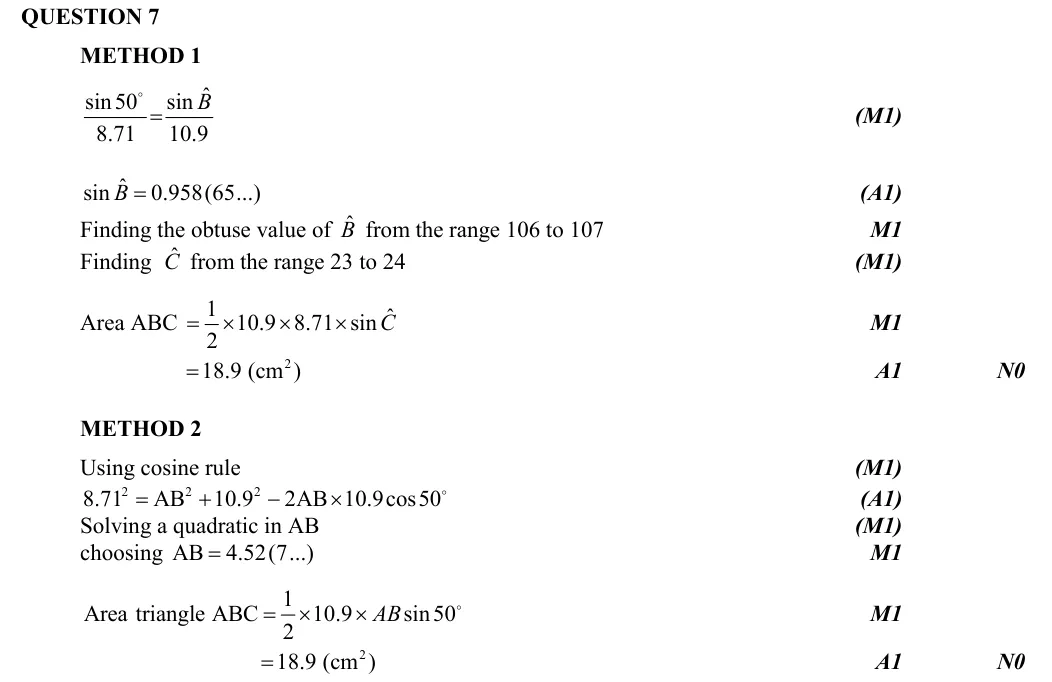 QUESTION 7
METHOD 1
sin 50° / 8.71 = sin B̂ / 10.9 (M1)
sin B̂ = 0.958(65...) (A1)
Finding the obtuse value of B̂ from the range 106 to 107 M1
Finding Ĉ from the range 23 to 24 (M1)
Area ABC = 1/2 × 10.9 × 8.71 × sin Ĉ M1
= 18.9 (cm²) A1 N0
METHOD 2
Using cosine rule (M1)
8.71² = AB² + 10.9² − 2AB × 10.9 cos 50° (A1)
Solving a quadratic in AB (M1)
choosing AB = 4.52(7...) M1
Area triangle ABC = 1/2 × 10.9 × AB sin 50° M1
= 18.9 (cm²) A1 N0